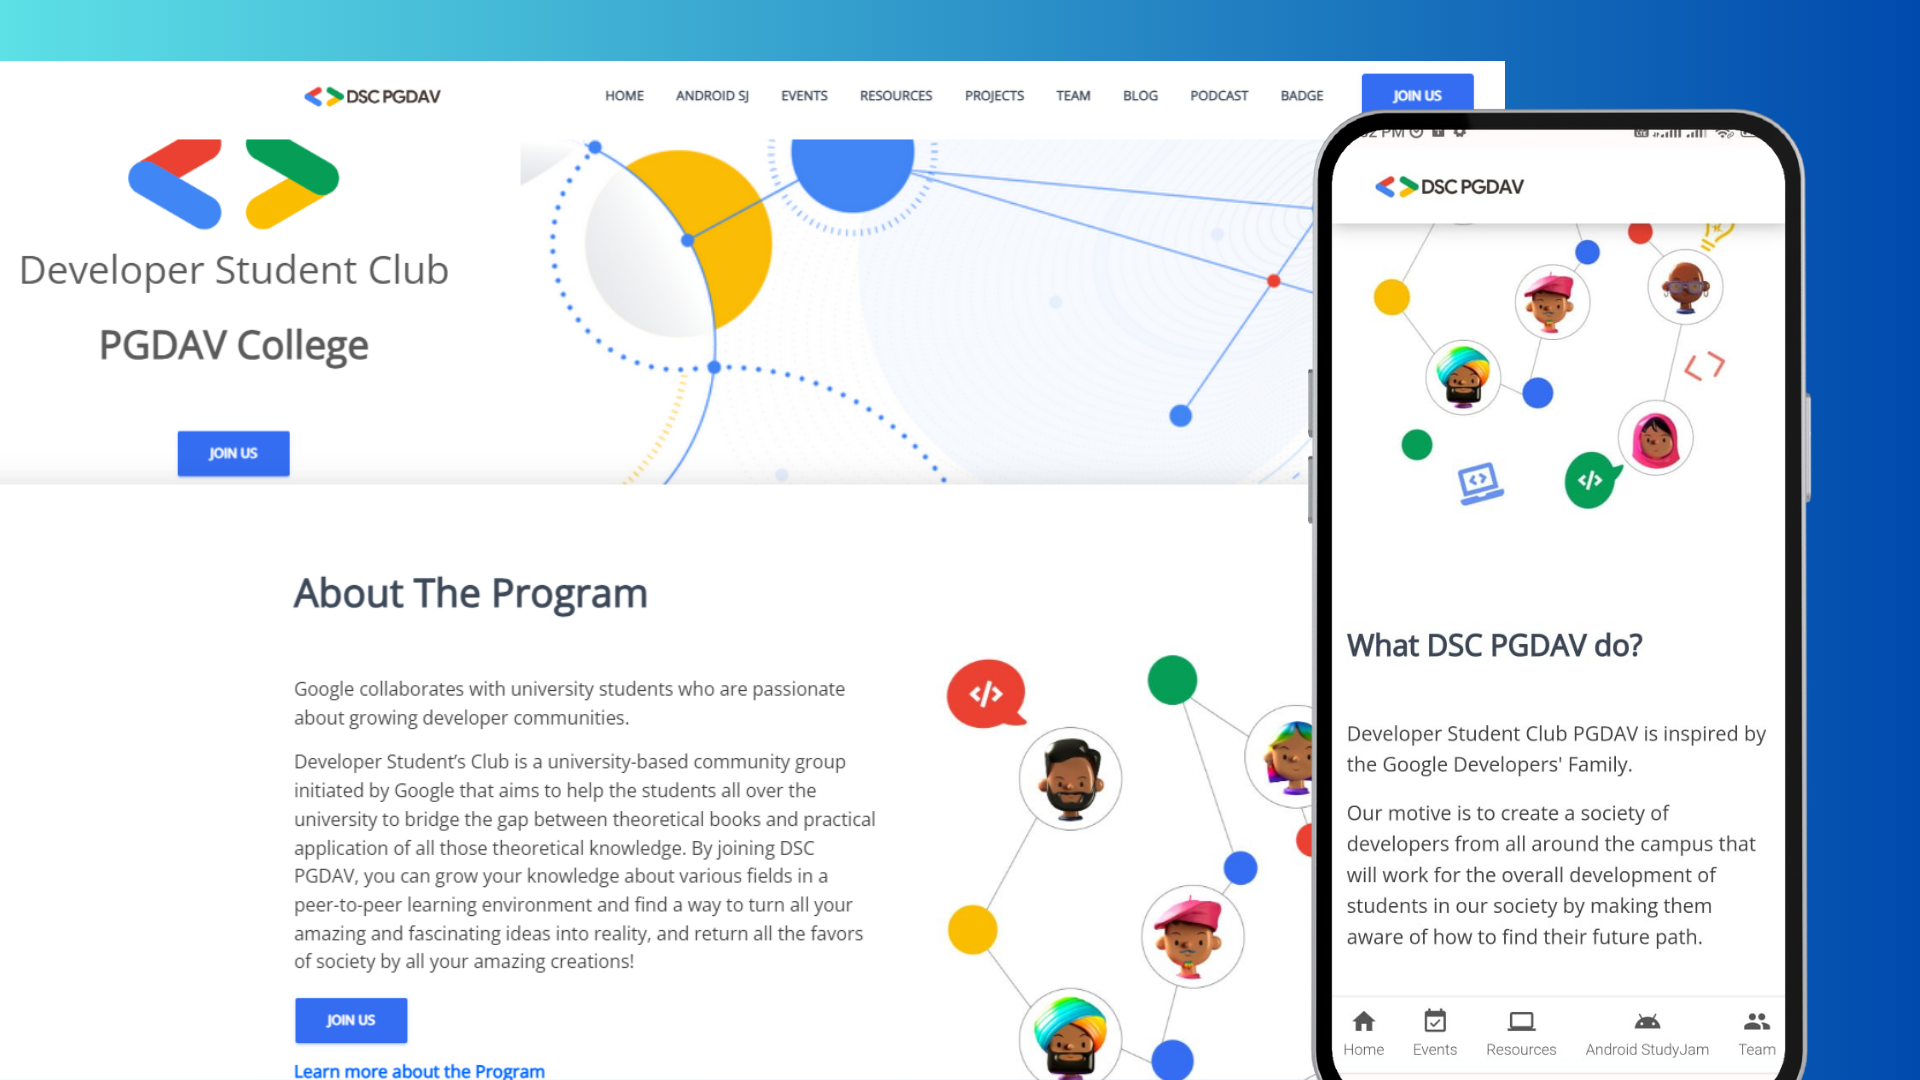 DSC PGDAV
HOME
ANDROID SJ
EVENTS
RESOURCES
PROJECTS
TEAM
BLOG
PODCAST
BADGE
JOIN US
Developer Student Club
PGDAV College
JOIN US
About The Program
Google collaborates with university students who are passionate
about growing developer communities.
Developer Student’s Club is a university-based community group
initiated by Google that aims to help the students all over the
university to bridge the gap between theoretical books and practical
application of all those theoretical knowledge. By joining DSC
PGDAV, you can grow your knowledge about various fields in a
peer-to-peer learning environment and find a way to turn all your
amazing and fascinating ideas into reality, and return all the favors
of society by all your amazing creations!
JOIN US
Learn more about the Program
PM
DSC PGDAV
What DSC PGDAV do?
Developer Student Club PGDAV is inspired by
the Google Developers' Family.
Our motive is to create a society of
developers from all around the campus that
will work for the overall development of
students in our society by making them
aware of how to find their future path.
Home
Events
Resources
Android StudyJam
Team